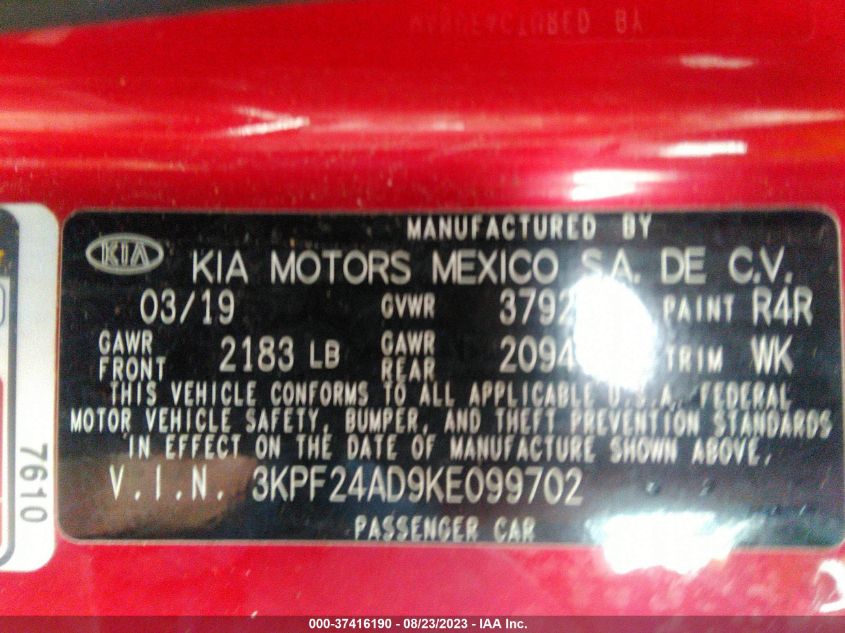 MANUFACTURED BY
KIA KIA MOTORS MEXICO S.A. DE C.V.
03/19 GVWR 3792 PAINT R4R
GAWR FRONT 2183 LB GAWR REAR 2094 TRIM WK
THIS VEHICLE CONFORMS TO ALL APPLICABLE U.S.A. FEDERAL
MOTOR VEHICLE SAFETY, BUMPER, AND THEFT PREVENTION STANDARDS
IN EFFECT ON THE DATE OF MANUFACTURE SHOWN ABOVE.
V.I.N. 3KPF24AD9KE099702
PASSENGER CAR
7610
000-37416190 - 08/23/2023 - IAA Inc.